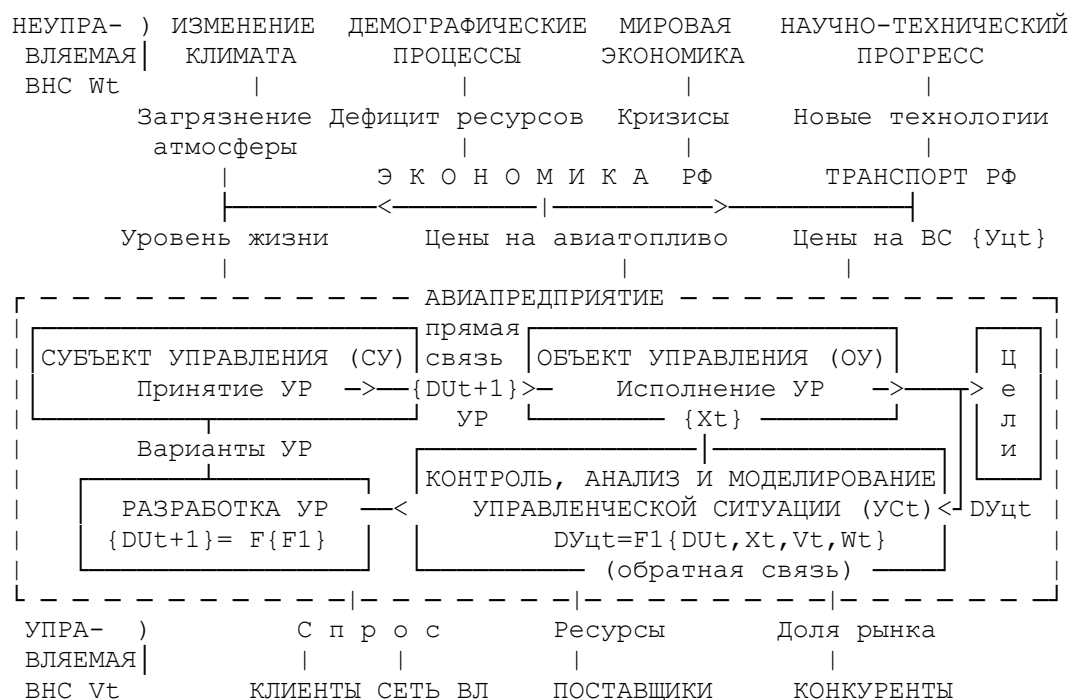 НЕУПРА- ) ИЗМЕНЕНИЕ ДЕМОГРАФИЧЕСКИЕ МИРОВАЯ НАУЧНО-ТЕХНИЧЕСКИЙ
ВЛЯЕМАЯ КЛИМАТА ПРОЦЕССЫ ЭКОНОМИКА ПРОГРЕСС
ВНС Wt
Загрязнение Дефицит ресурсов Кризисы Новые технологии
атмосферы
Э К О Н О М И К А РФ ТРАНСПОРТ РФ
Уровень жизни Цены на авиатопливо Цены на ВС {Уцt}
АВИАПРЕДПРИЯТИЕ
прямая
СУБЪЕКТ УПРАВЛЕНИЯ (СУ) связь ОБЪЕКТ УПРАВЛЕНИЯ (ОУ) Ц
Принятие УР —>—{DUt+1}>— Исполнение УР —>—> е
УР {Xt} л
Варианты УР и
КОНТРОЛЬ, АНАЛИЗ И МОДЕЛИРОВАНИЕ
РАЗРАБОТКА УР —< УПРАВЛЕНЧЕСКОЙ СИТУАЦИИ (УСt)< DУцt
{DUt+1}= F{F1} DУцt=F1{DUt,Xt,Vt,Wt}
(обратная связь)
УПРА- ) С п р о с Ресурсы Доля рынка
ВЛЯЕМАЯ
ВНС Vt КЛИЕНТЫ СЕТЬ ВЛ ПОСТАВЩИКИ КОНКУРЕНТЫ